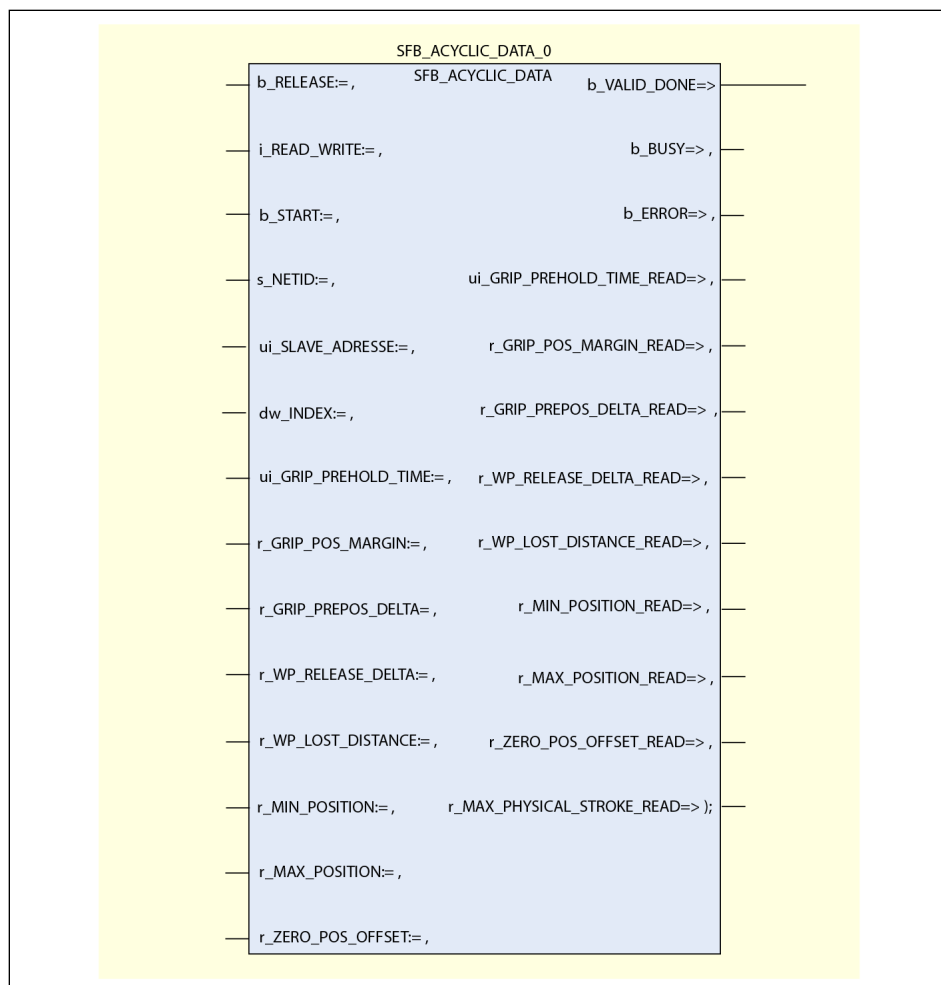 SFB_ACYCLIC_DATA_0
SFB_ACYCLIC_DATA
b_RELEASE:= , b_VALID_DONE=>
i_READ_WRITE:= , b_BUSY=> ,
b_START:= , b_ERROR=> ,
s_NETID:= , ui_GRIP_PREHOLD_TIME_READ=> ,
ui_SLAVE_ADRESSE:= , r_GRIP_POS_MARGIN_READ=> ,
dw_INDEX:= , r_GRIP_PREPOS_DELTA_READ=> ,
ui_GRIP_PREHOLD_TIME:= , r_WP_RELEASE_DELTA_READ=> ,
r_GRIP_POS_MARGIN:= , r_WP_LOST_DISTANCE_READ=> ,
r_GRIP_PREPOS_DELTA= , r_MIN_POSITION_READ=> ,
r_WP_RELEASE_DELTA:= , r_MAX_POSITION_READ=> ,
r_WP_LOST_DISTANCE:= , r_ZERO_POS_OFFSET_READ=> ,
r_MIN_POSITION:= , r_MAX_PHYSICAL_STROKE_READ=> );
r_MAX_POSITION:= ,
r_ZERO_POS_OFFSET:= ,